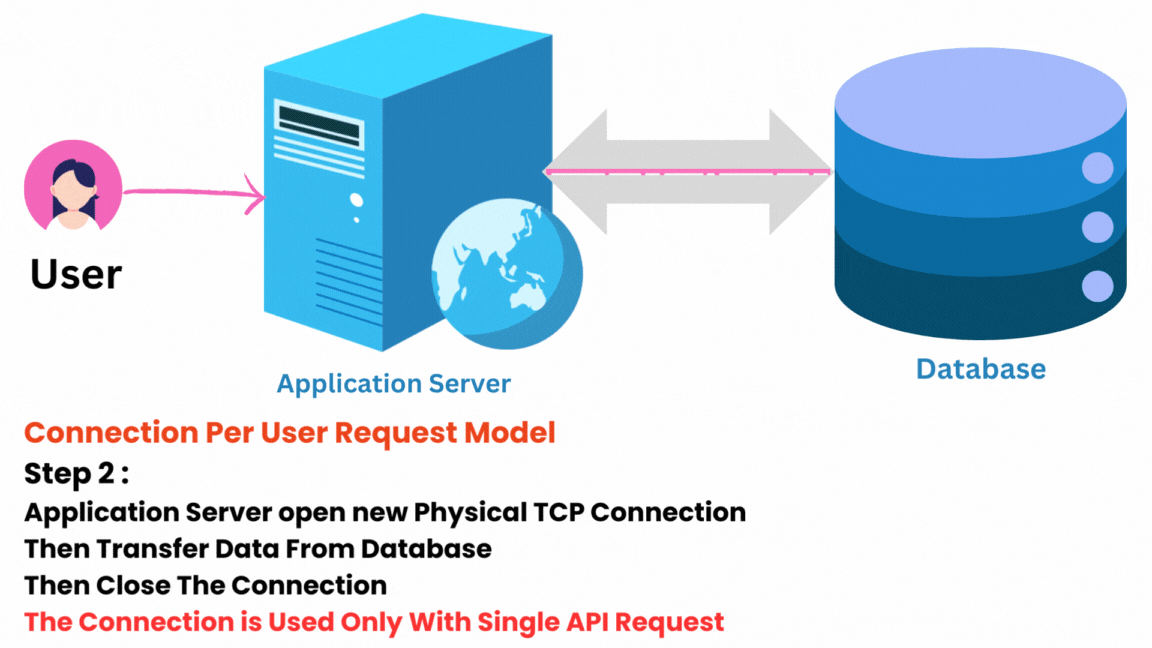 User
Application Server
Database
Connection Per User Request Model
Step 2 :
Application Server open new Physical TCP Connection
Then Transfer Data From Database
Then Close The Connection
The Connection is Used Only With Single API Request